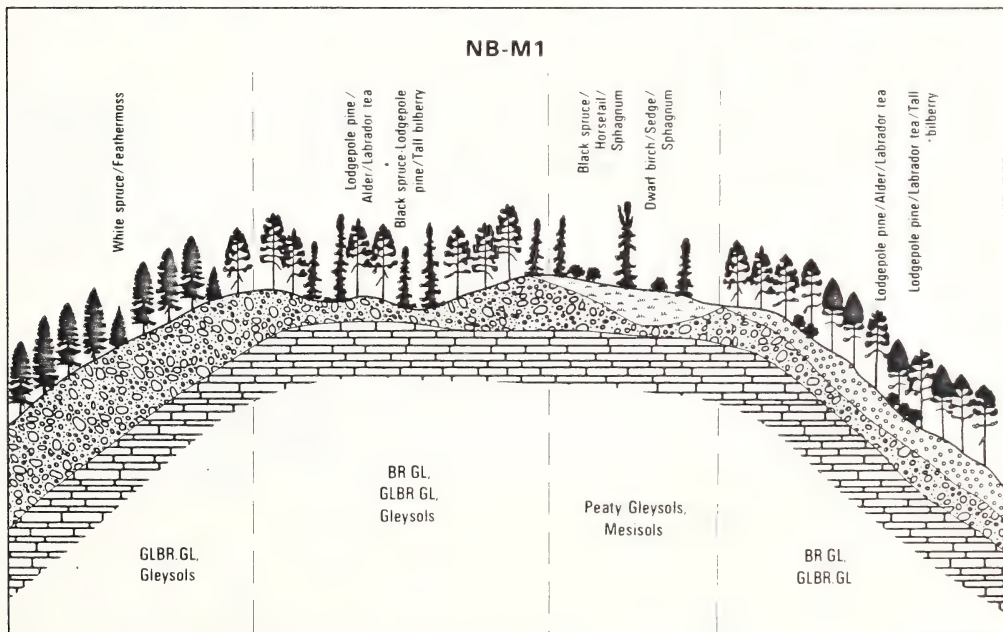 NB-M1
White spruce/Feathermoss
Lodgepole pine/
Alder/Labrador tea
Black spruce-Lodgepole
pine/Tall bilberry
Black spruce/
Horsetail/
Sphagnum
Dwarf birch/Sedge/
Sphagnum
Lodgepole pine/Alder/Labrador tea
Lodgepole pine/Labrador tea/Tall
bilberry
GLBR.GL,
Gleysols
BR GL,
GLBR GL,
Gleysols
Peaty Gleysols,
Mesisols
BR GL,
GLBR.GL